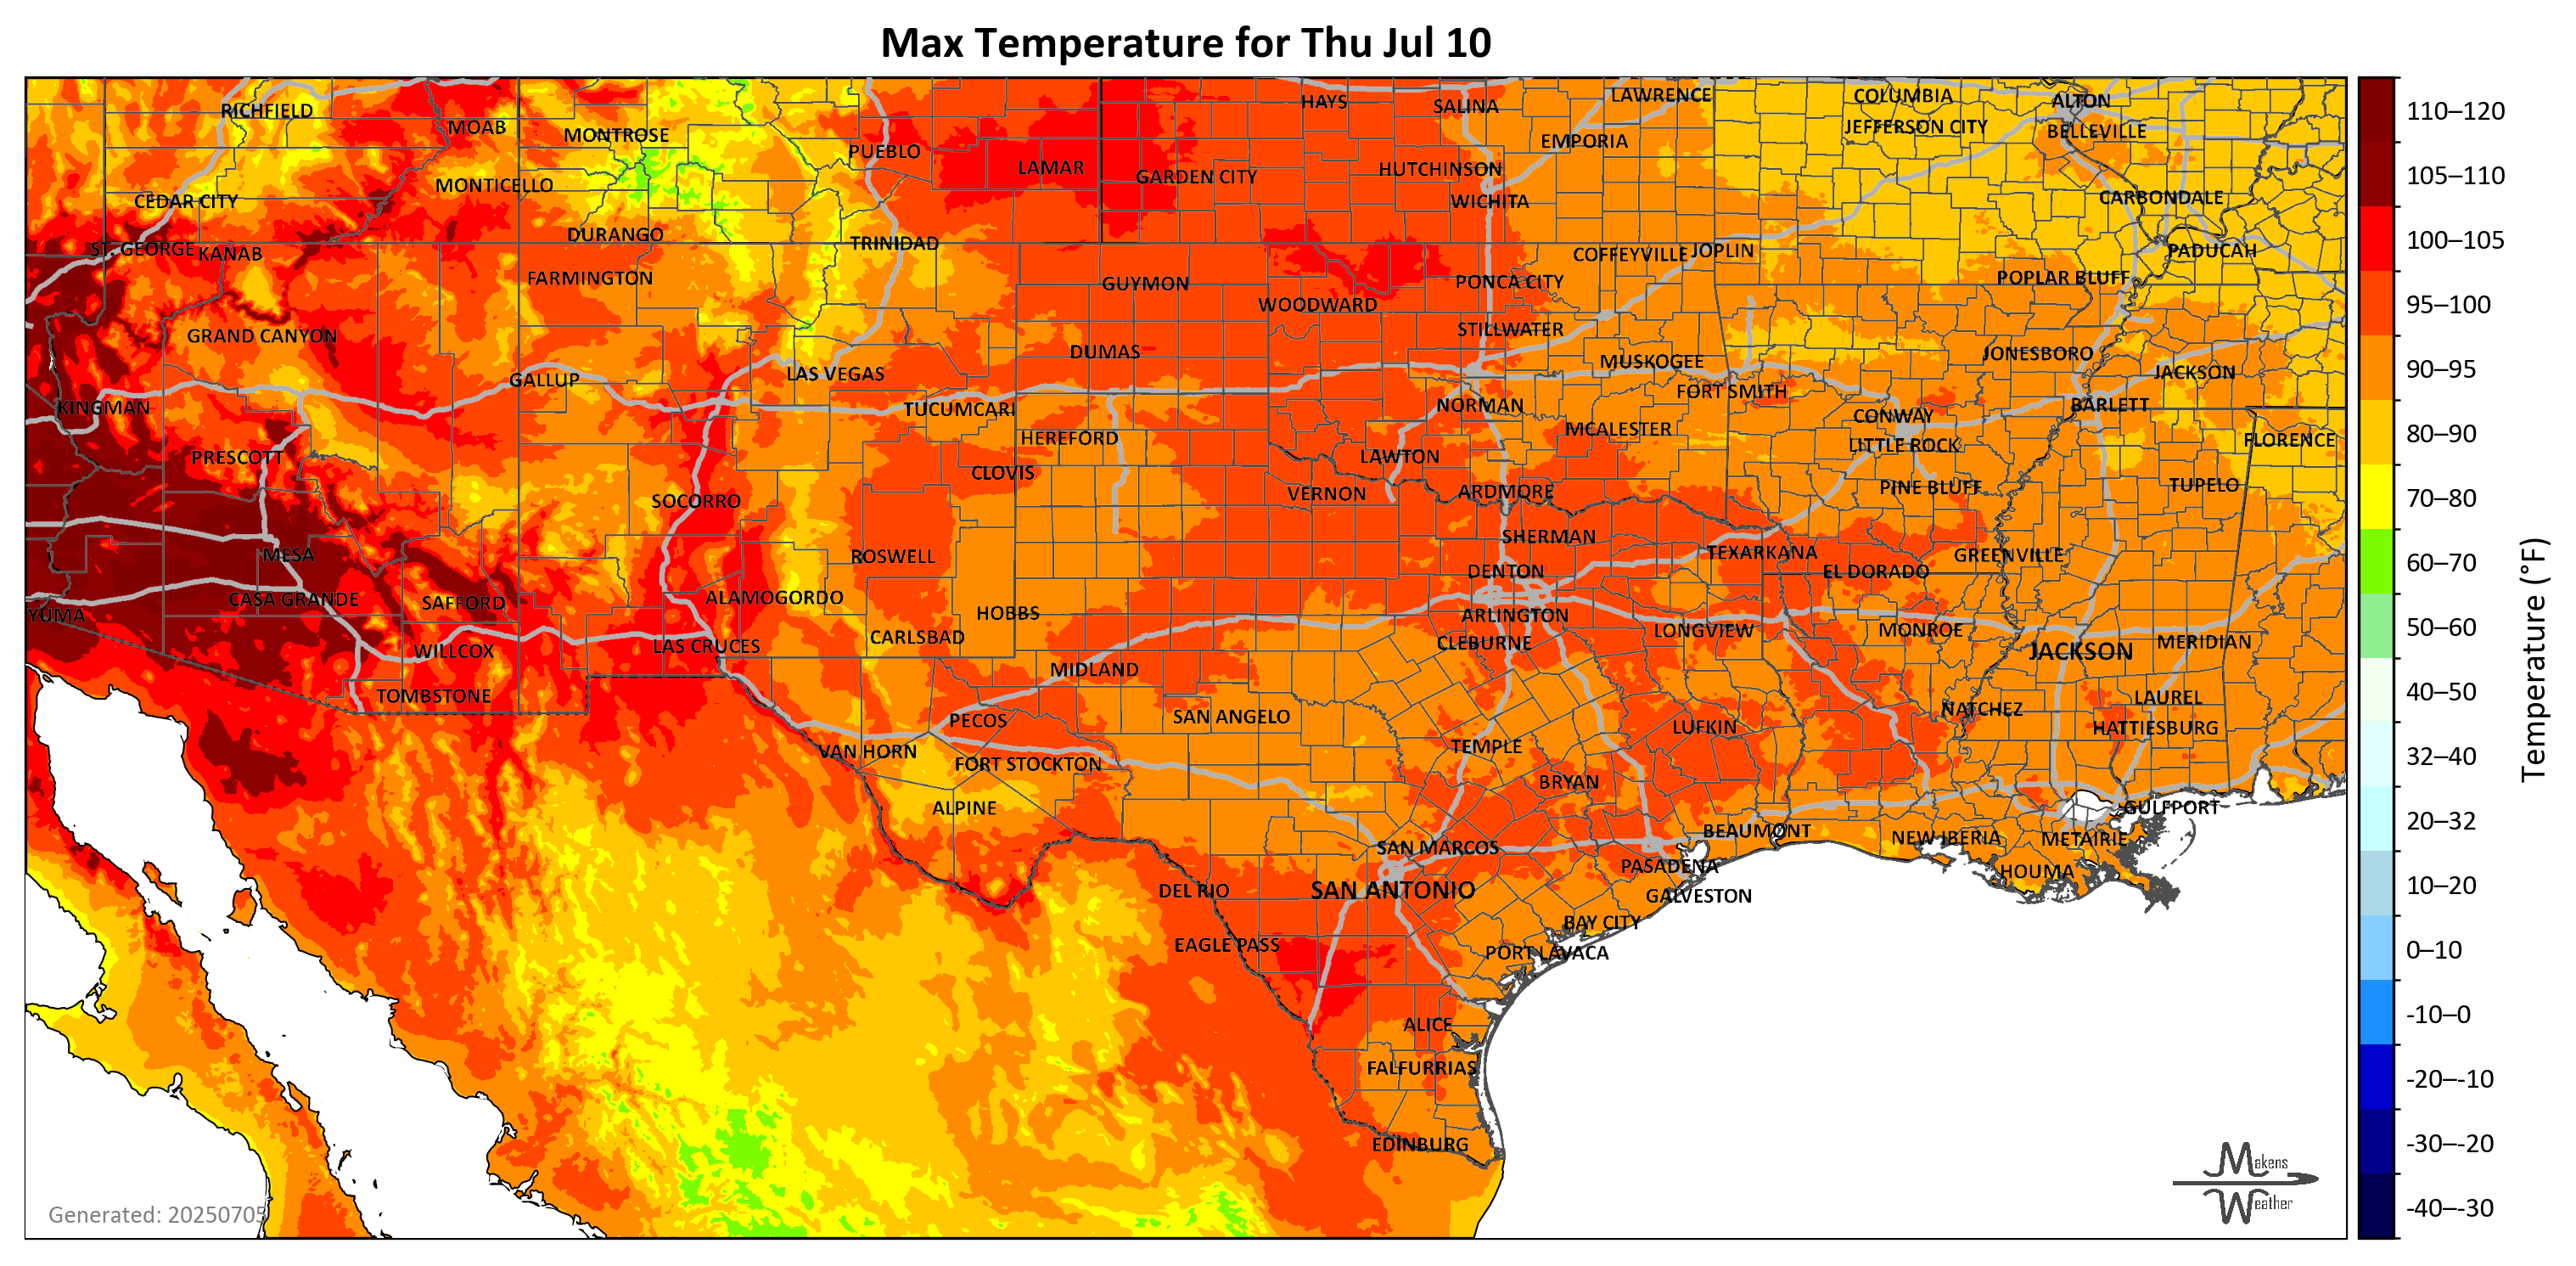 Max Temperature for Thu Jul 10
RICHFIELD
MOAB
MONTROSE
PUEBLO
LAMAR
GARDEN CITY
HAYS
SALINA
HUTCHINSON
WICHITA
LAWRENCE
EMPORIA
COLUMBIA
JEFFERSON CITY
ALTON
BELLEVILLE
CARBONDALE
PADUCAH
CEDAR CITY
MONTICELLO
ST. GEORGE
KANAB
DURANGO
TRINIDAD
FARMINGTON
GUYMON
WOODWARD
PONCA CITY
COFFEYVILLE
JOPLIN
POPLAR BLUFF
GRAND CANYON
DUMAS
STILLWATER
MUSKOGEE
JONESBORO
JACKSON
GALLUP
LAS VEGAS
FORT SMITH
KINGMAN
TUCUMCARI
NORMAN
CONWAY
BARLETT
HEREFORD
MCALESTER
LITTLE ROCK
FLORENCE
PRESCOTT
CLOVIS
LAWTON
SOCORRO
VERNON
ARDMORE
PINE BLUFF
TUPELO
MESA
ROSWELL
SHERMAN
TEXARKANA
GREENVILLE
DENTON
EL DORADO
YUMA
CASA GRANDE
SAFFORD
ALAMOGORDO
HOBBS
ARLINGTON
WILLCOX
LAS CRUCES
CARLSBAD
CLEBURNE
LONGVIEW
MONROE
JACKSON
MERIDIAN
TOMBSTONE
MIDLAND
LAUREL
PECOS
SAN ANGELO
NATCHEZ
HATTIESBURG
VAN HORN
FORT STOCKTON
TEMPLE
LUFKIN
ALPINE
BRYAN
GULFPORT
SAN MARCOS
BEAUMONT
NEW IBERIA
METAIRIE
DEL RIO
SAN ANTONIO
PASADENA
GALVESTON
HOUMA
EAGLE PASS
BAY CITY
PORT LAVACA
ALICE
FALFURRIAS
EDINBURG
Generated: 20250705
Makens
Weather
110–120
105–110
100–105
95–100
90–95
80–90
70–80
60–70
50–60
40–50
32–40
20–32
10–20
0–10
-10–0
-20–-10
-30–-20
-40–-30
Temperature (°F)